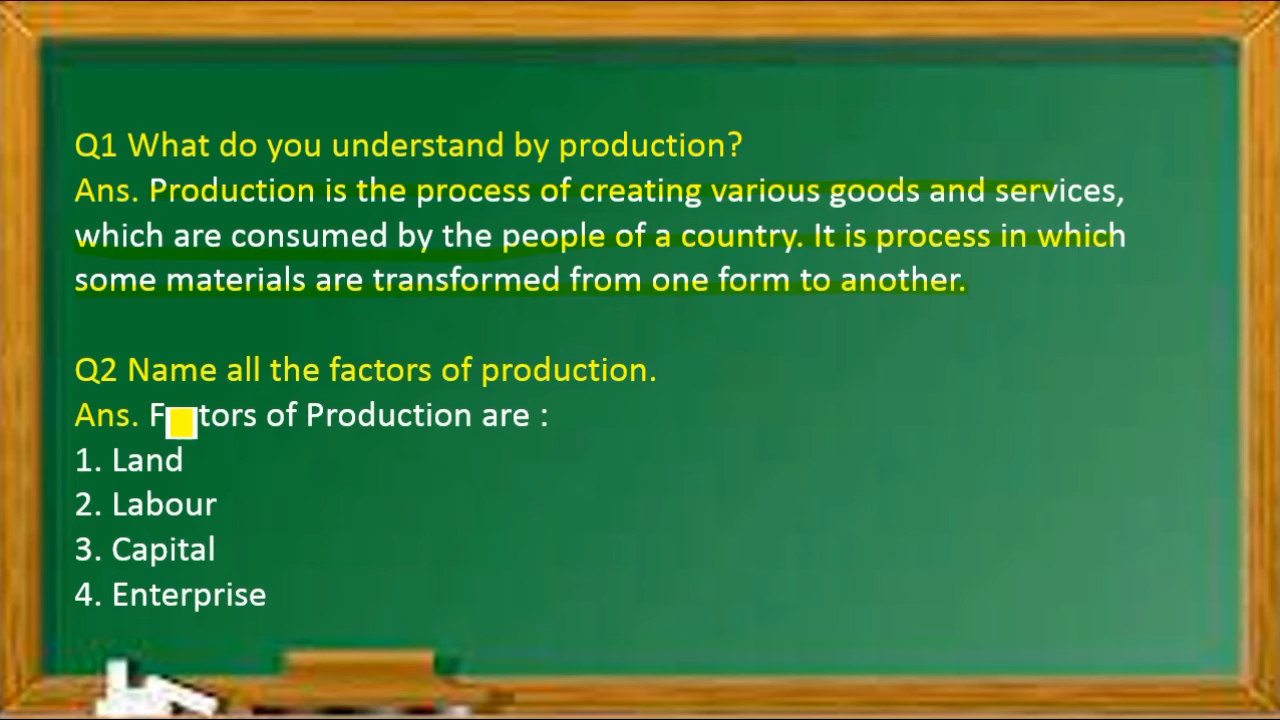 Q1 What do you understand by production?
Ans. Production is the process of creating various goods and services,
which are consumed by the people of a country. It is process in which
some materials are transformed from one form to another.
Q2 Name all the factors of production.
Ans. Factors of Production are :
1. Land
2. Labour
3. Capital
4. Enterprise